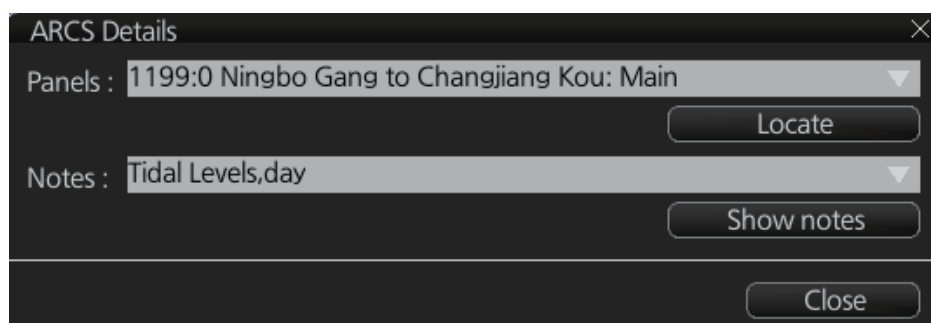 ARCS Details
Panels : 1199:0 Ningbo Gang to Changjiang Kou: Main
Locate
Notes : Tidal Levels,day
Show notes
Close